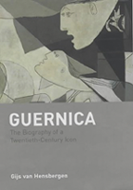 GUERNICA
The Biography of a
Twentieth-Century Icon
Gijs van Hensbergen